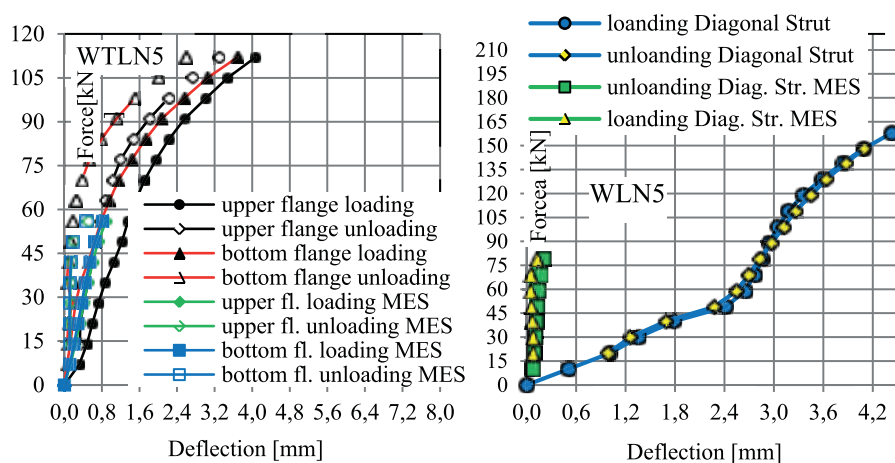 WTLN5
Force[kN]
120
105
90
75
60
45
30
15
0
upper flange loading
upper flange unloading
bottom flange loading
bottom flange unloading
upper fl. loading MES
upper fl. unloading MES
bottom fl. loading MES
bottom fl. unloading MES
0,0 0,8 1,6 2,4 3,2 4,0 4,8 5,6 6,4 7,2 8,0
Deflection [mm]
loanding Diagonal Strut
unloanding Diagonal Strut
unloanding Diag. Str. MES
loanding Diag. Str. MES
210
195
180
165
150
135
120
105
90
75
60
45
30
15
0
Forcea [kN]
WLN5
0,0 0,6 1,2 1,8 2,4 3,0 3,6 4,2
Deflection [mm]